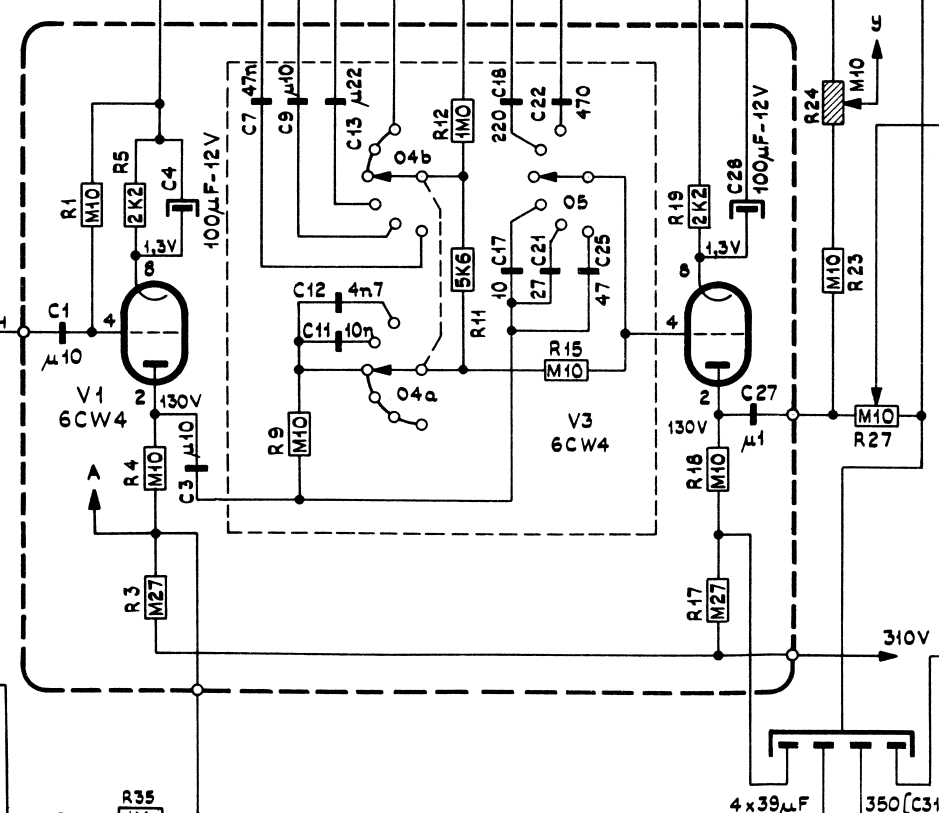 47n
C7
μ10
C9
μ22
C13
R12
1M0
C18
220
C22
470
C
M10
R24
R5
2K2
C4
100μF-12V
R1
M10
04b
05
R19
2K2
C28
100μF-12V
1,3V
8
C17
10
C21
27
C25
47
1,3V
8
M10
R23
5K6
R11
C12
4n7
C11
10n
C1
μ10
4
4
R15
M10
V1
6CW4
2
130V
04a
V3
6CW4
2
130V
C27
μ1
M10
R27
R9
M10
μ10
C3
A
R4
M10
R18
M10
R3
M27
R17
M27
310V
R35
4x39μF
350
C31